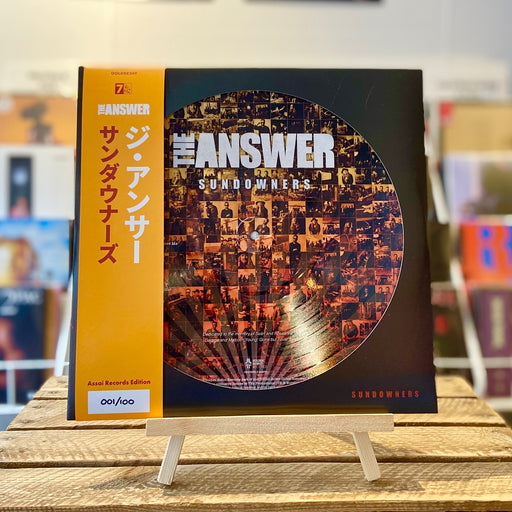 7
THE ANSWER
ジ・アンサー
サンダウナーズ
Assai Records Edition
001/100
THE ANSWER
SUNDOWNERS
SUNDOWNERS